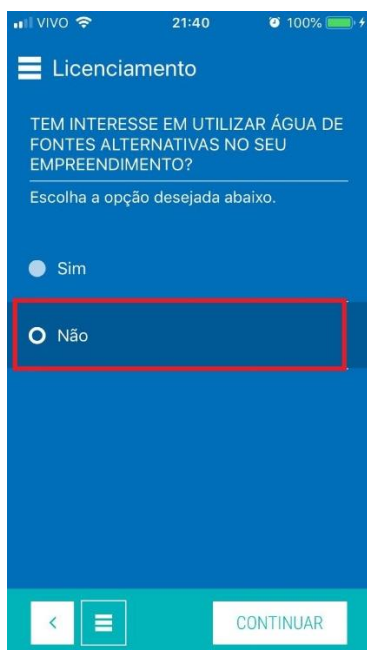 VIVO 21:40 100%
Licenciamento
TEM INTERESSE EM UTILIZAR ÁGUA DE
FONTES ALTERNATIVAS NO SEU
EMPREENDIMENTO?
Escolha a opção desejada abaixo.
Sim
Não
CONTINUAR